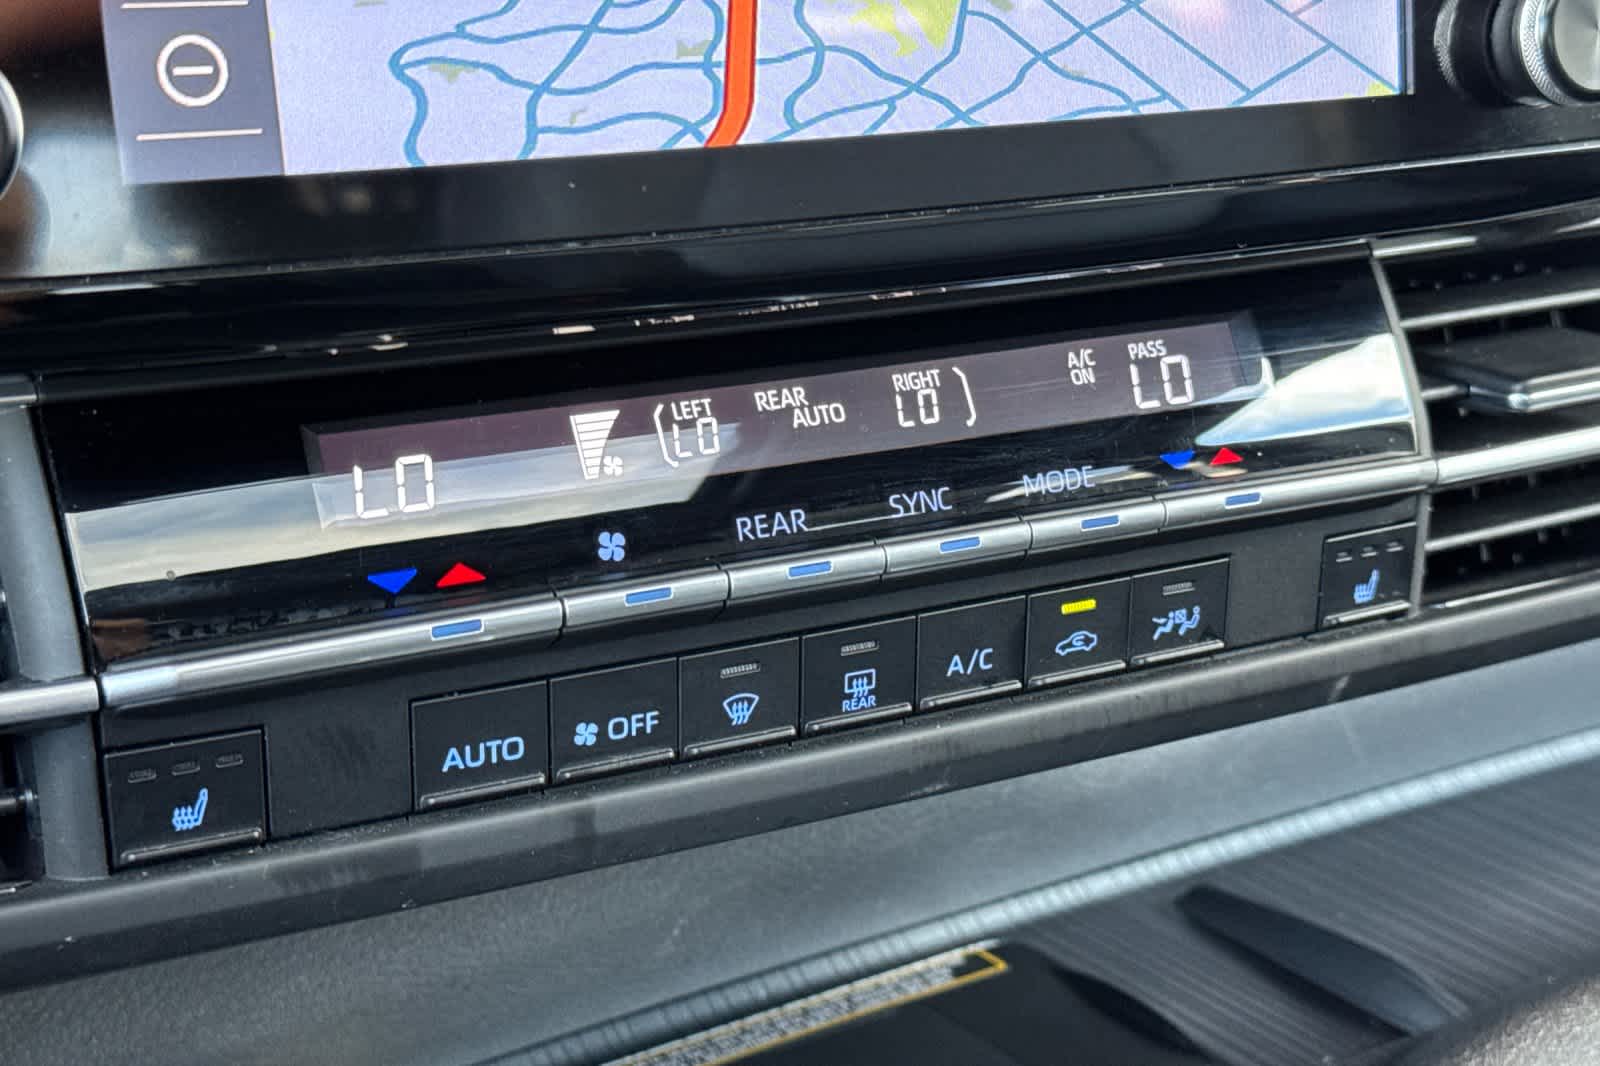 LO
LEFT
LO
REAR
AUTO
RIGHT
LO
A/C
ON
PASS
LO
REAR
SYNC
MODE
AUTO
OFF
REAR
A/C